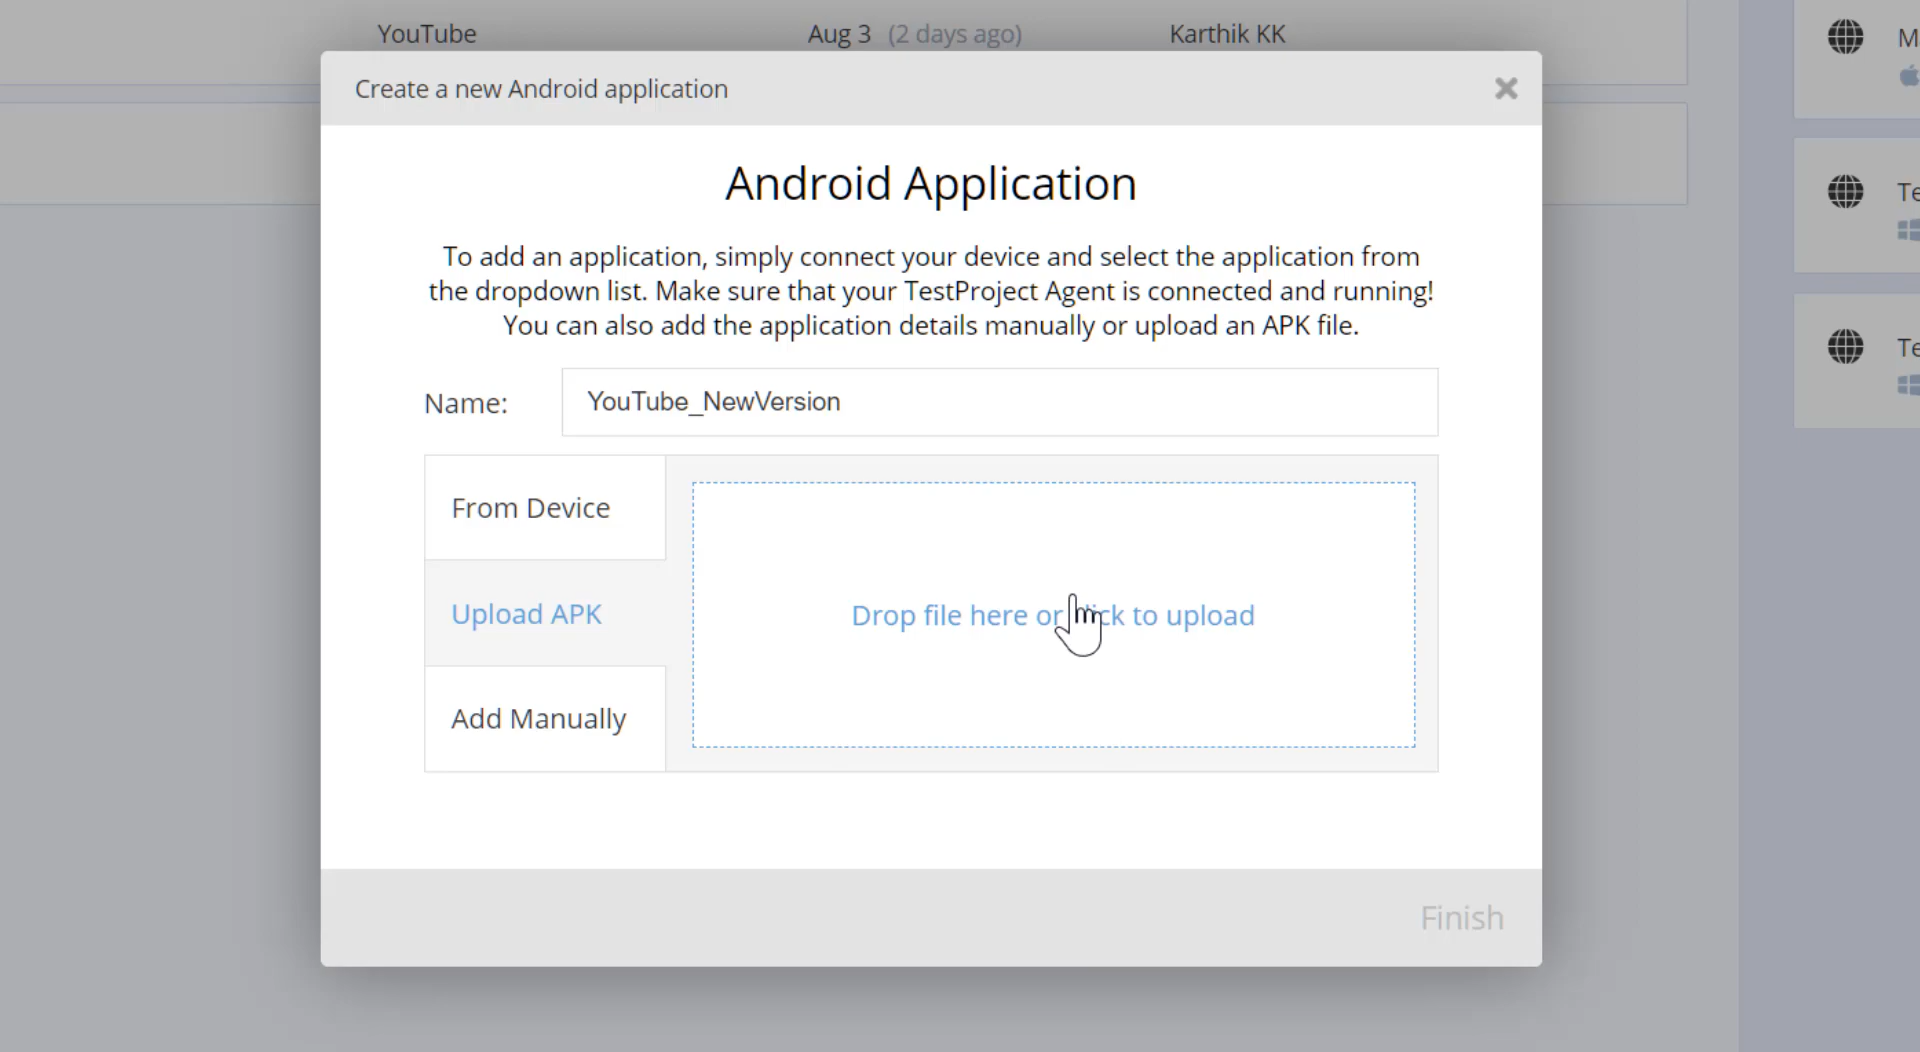 YouTube Aug 3 (2 days ago) Karthik KK
Create a new Android application
Android Application
To add an application, simply connect your device and select the application from
the dropdown list. Make sure that your TestProject Agent is connected and running!
You can also add the application details manually or upload an APK file.
Name: YouTube_NewVersion
From Device
Upload APK
Drop file here or click to upload
Add Manually
Finish